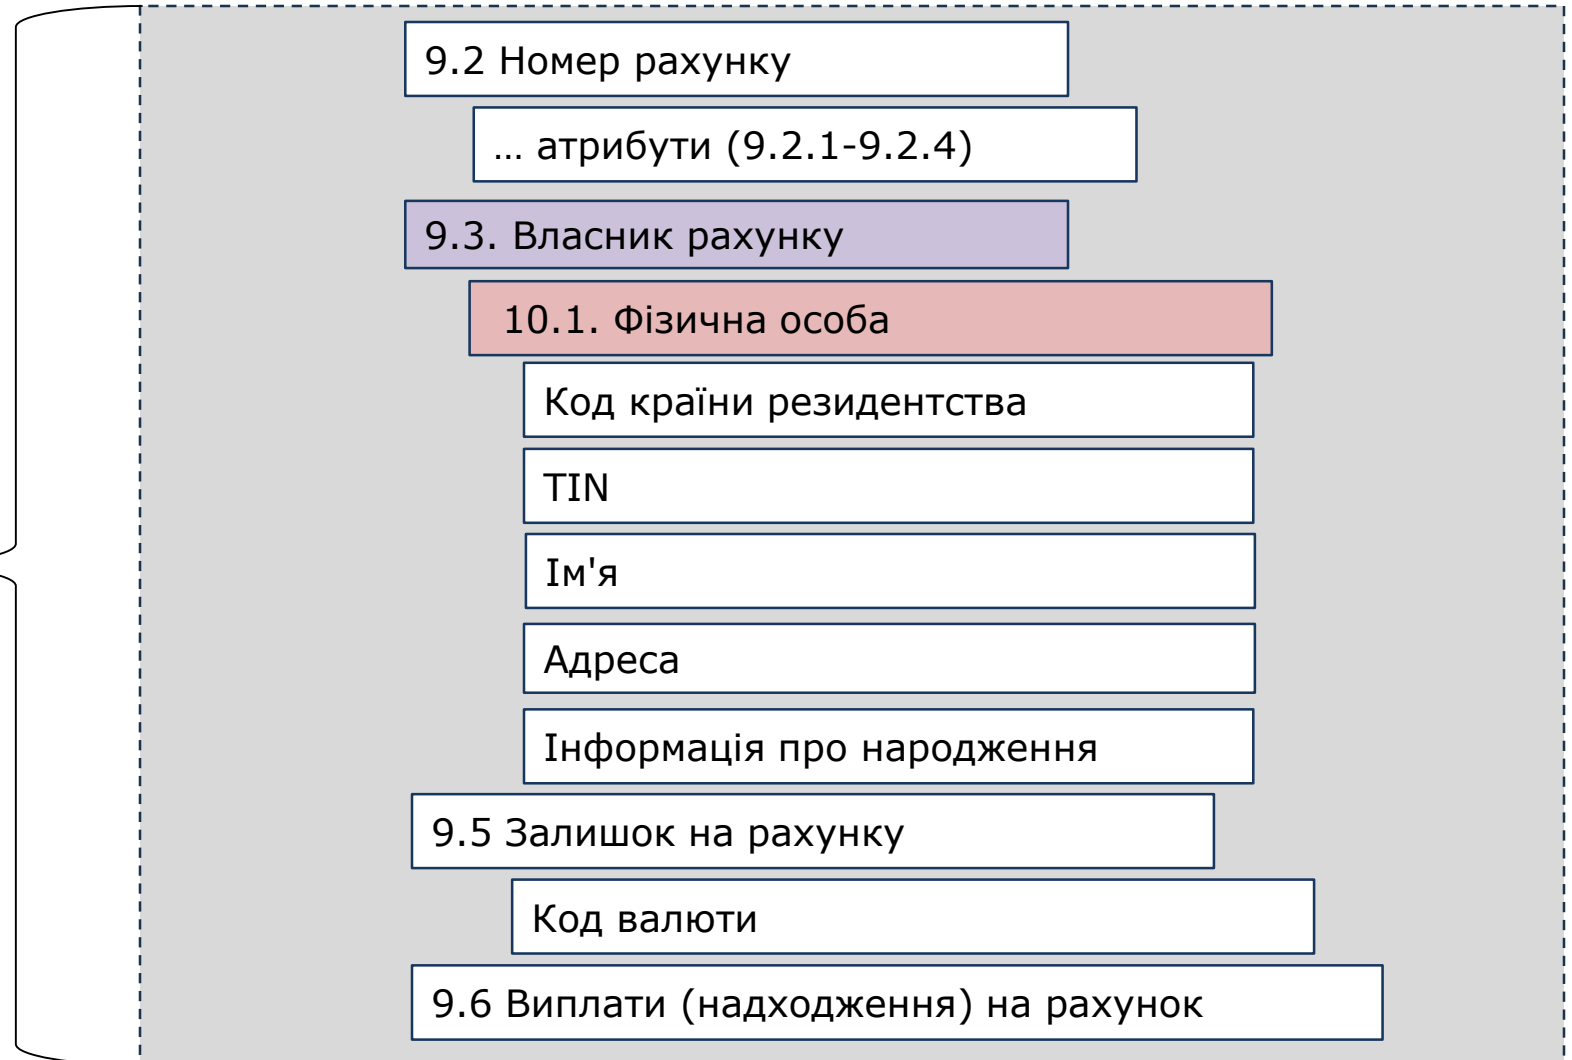 9.2 Номер рахунку
... атрибути (9.2.1-9.2.4)
9.3. Власник рахунку
10.1. Фізична особа
Код країни резидентства
TIN
Ім'я
Адреса
Інформація про народження
9.5 Залишок на рахунку
Код валюти
9.6 Виплати (надходження) на рахунок